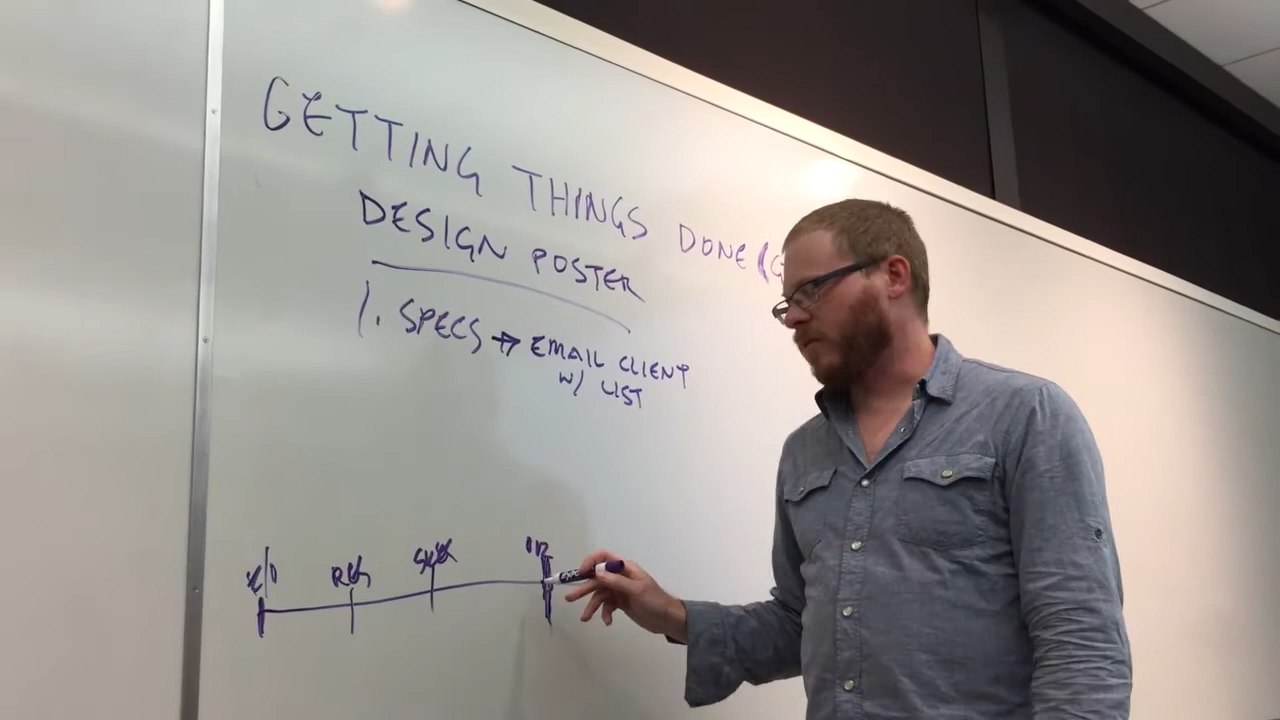 GETTING THINGS DONE (G
DESIGN POSTER
1. SPECS → EMAIL CLIENT
W/ LIST